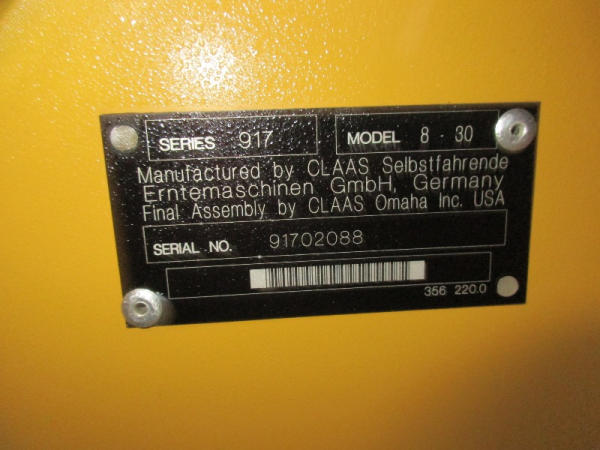 SERIES 917 MODEL 8-30
Manufactured by CLAAS Selbstfahrende
Erntemaschinen GmbH, Germany
Final Assembly by CLAAS Omaha Inc. USA
SERIAL NO. 91702088
356 220.0